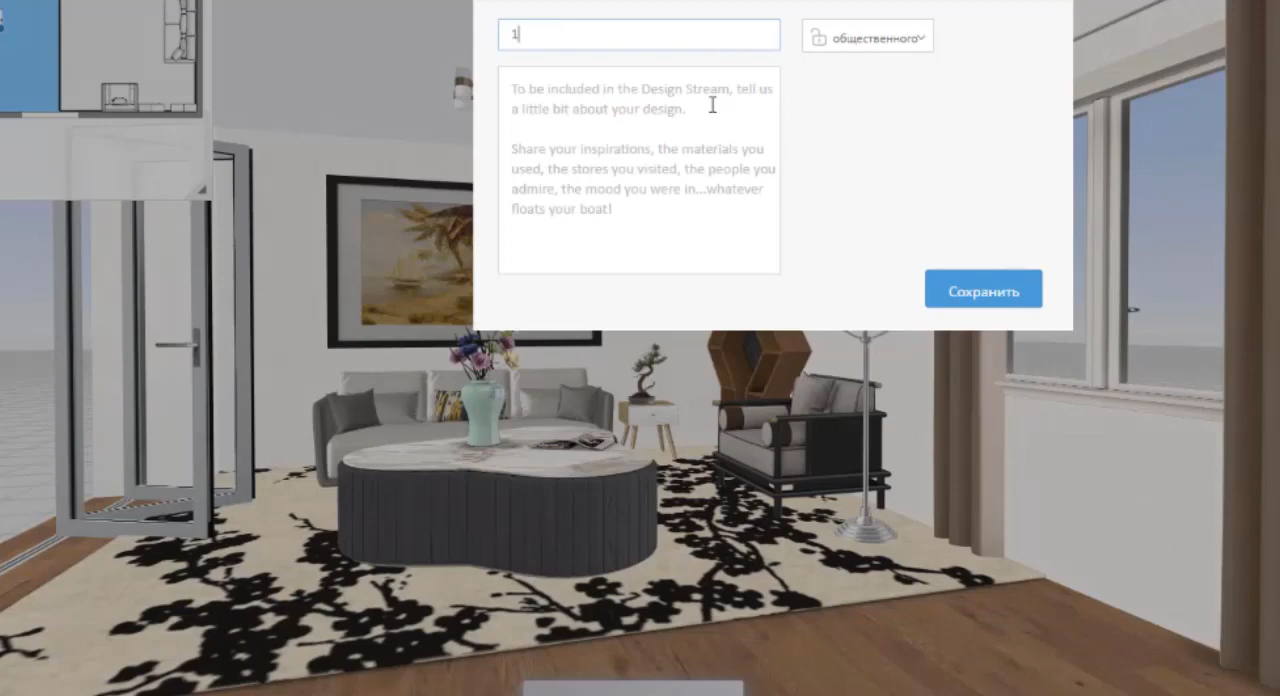 1
общественного
To be included in the Design Stream, tell us
a little bit about your design.
Share your inspirations, the materials you
used, the stores you visited, the people you
admire, the mood you were in...whatever
floats your boat!
Сохранить